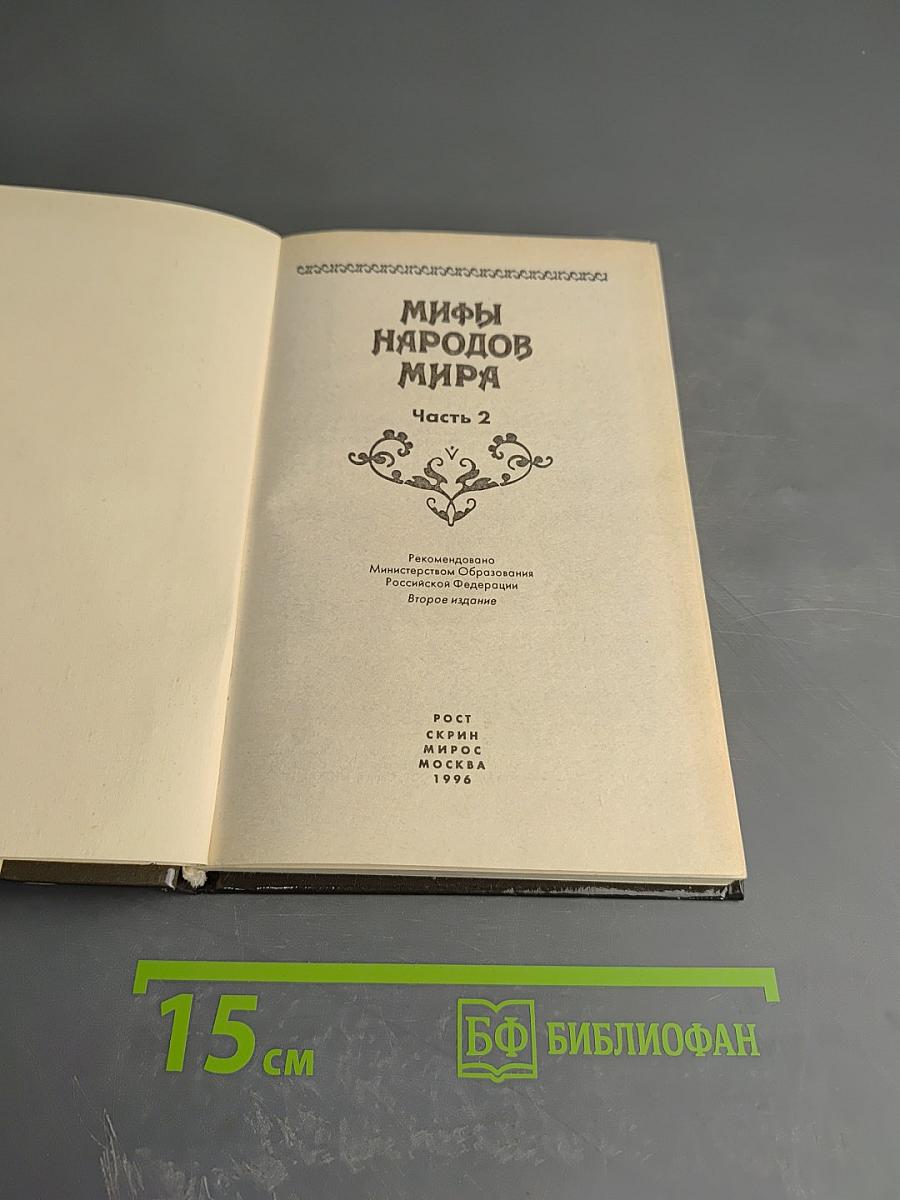 МИФЫ
НАРОДОВ
МИРА
Часть 2
Рекомендовано
Министерством Образования
Российской Федерации
Второе издание
РОСТ
СКРИН
МИРОС
МОСКВА
1996
15 см
БФ БИБЛИОФАН